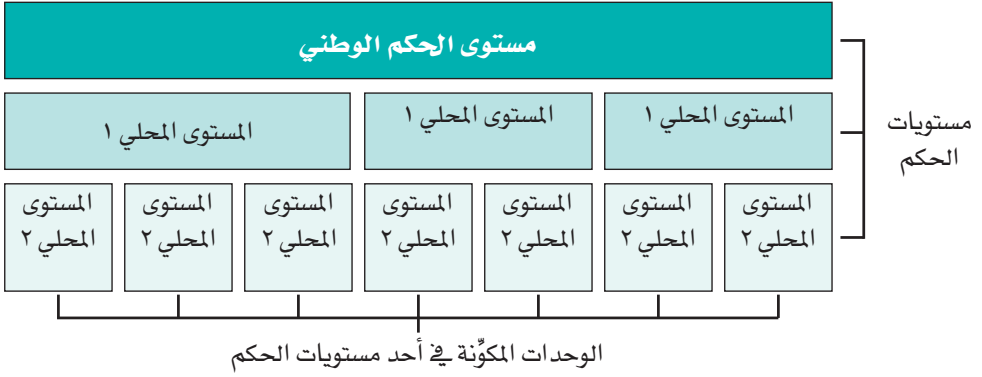 مستوى الحكم الوطني
المستوى المحلي ١
المستوى المحلي ١
المستوى المحلي ١
مستويات
الحكم
المستوى
المحلي ٢
المستوى
المحلي ٢
المستوى
المحلي ٢
المستوى
المحلي ٢
المستوى
المحلي ٢
المستوى
المحلي ٢
المستوى
المحلي ٢
الوحدات المكوِّنة في أحد مستويات الحكم